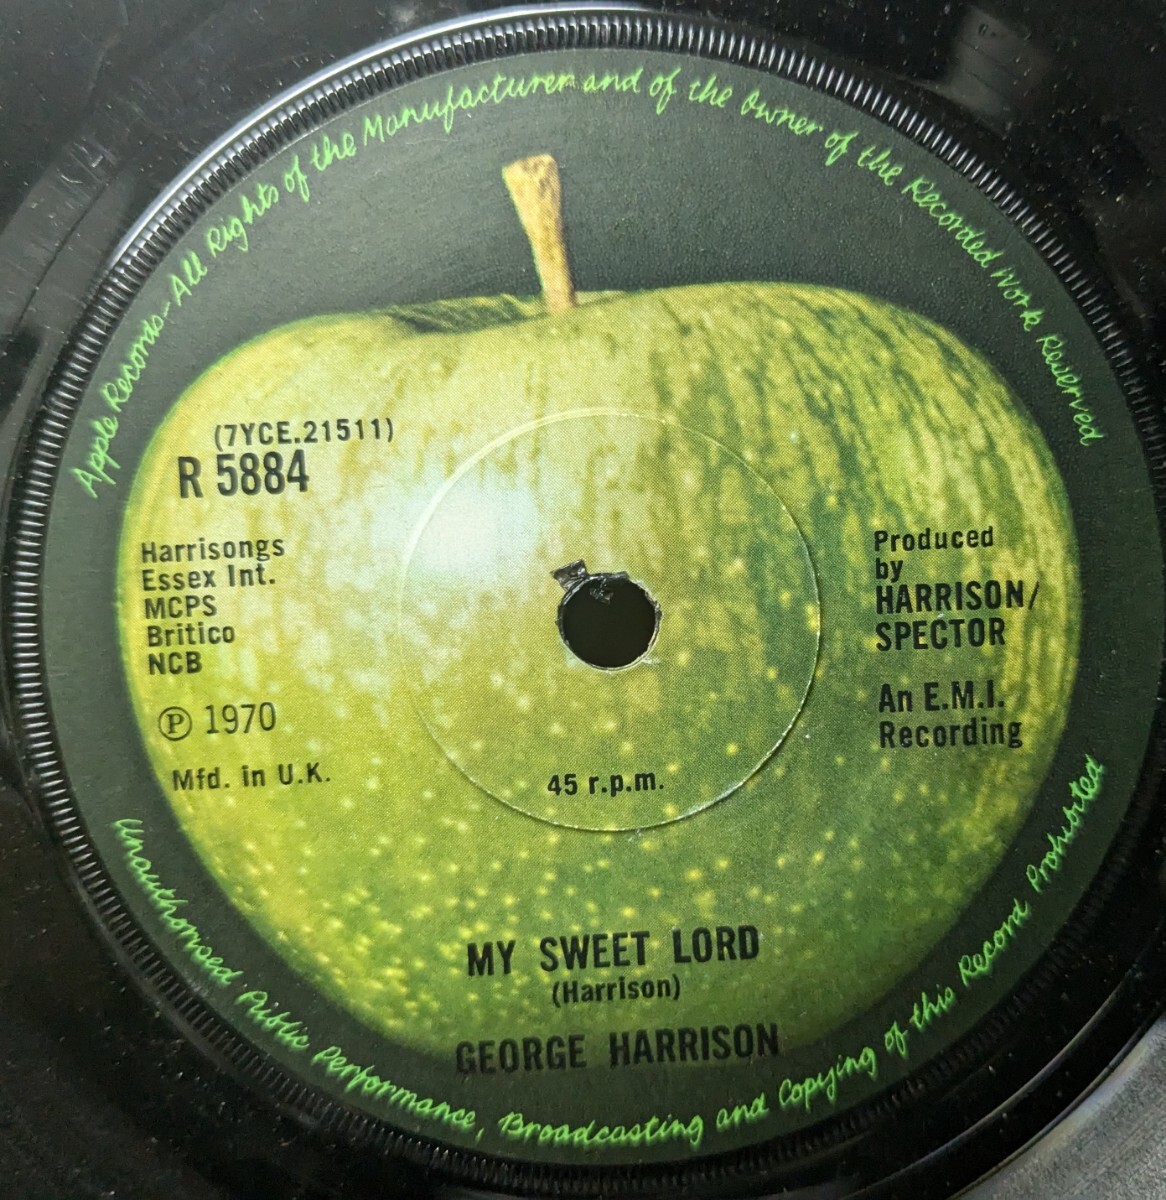 Apple Records—All Rights of the Manufacturer and of the Owner of the Recorded Work Reserved
(7YCE.21511)
R 5884
Harrisongs
Essex Int.
MCPS
Britico
NCB
Ⓟ 1970
Mfd. in U.K.
Produced
by
HARRISON/
SPECTOR
An E.M.I.
Recording
45 r.p.m.
MY SWEET LORD
(Harrison)
GEORGE HARRISON
Unauthorised Public Performance, Broadcasting and Copying of this Record Prohibited